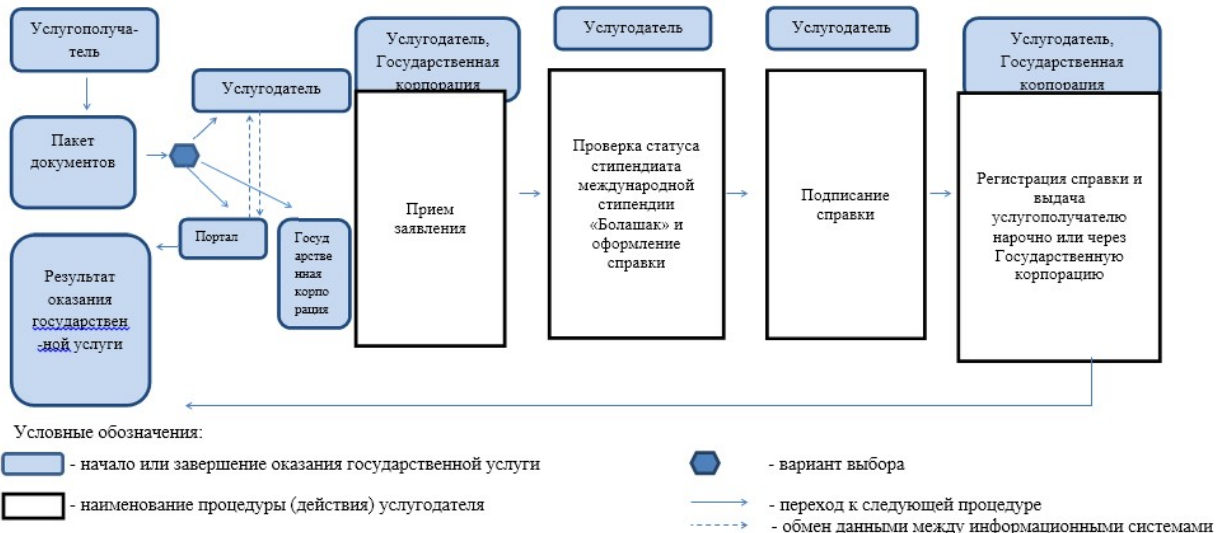 Услугополуча-
тель
Пакет
документов
Услугодатель
Портал
Госуд
арстве
нная
корпо
рация
Результат
оказания
государствен
-ной услуги
Услугодатель,
Государственная
корпорация
Прием
заявления
Услугодатель
Проверка статуса
стипендиата
международной
стипендии
«Болашак» и
оформление
справки
Услугодатель
Подписание
справки
Услугодатель,
Государственная
корпорация
Регистрация справки и
выдача
услугополучателю
нарочно или через
Государственную
корпорацию
Условные обозначения:
- начало или завершение оказания государственной услуги
- наименование процедуры (действия) услугодателя
- вариант выбора
- переход к следующей процедуре
- обмен данными между информационными системами